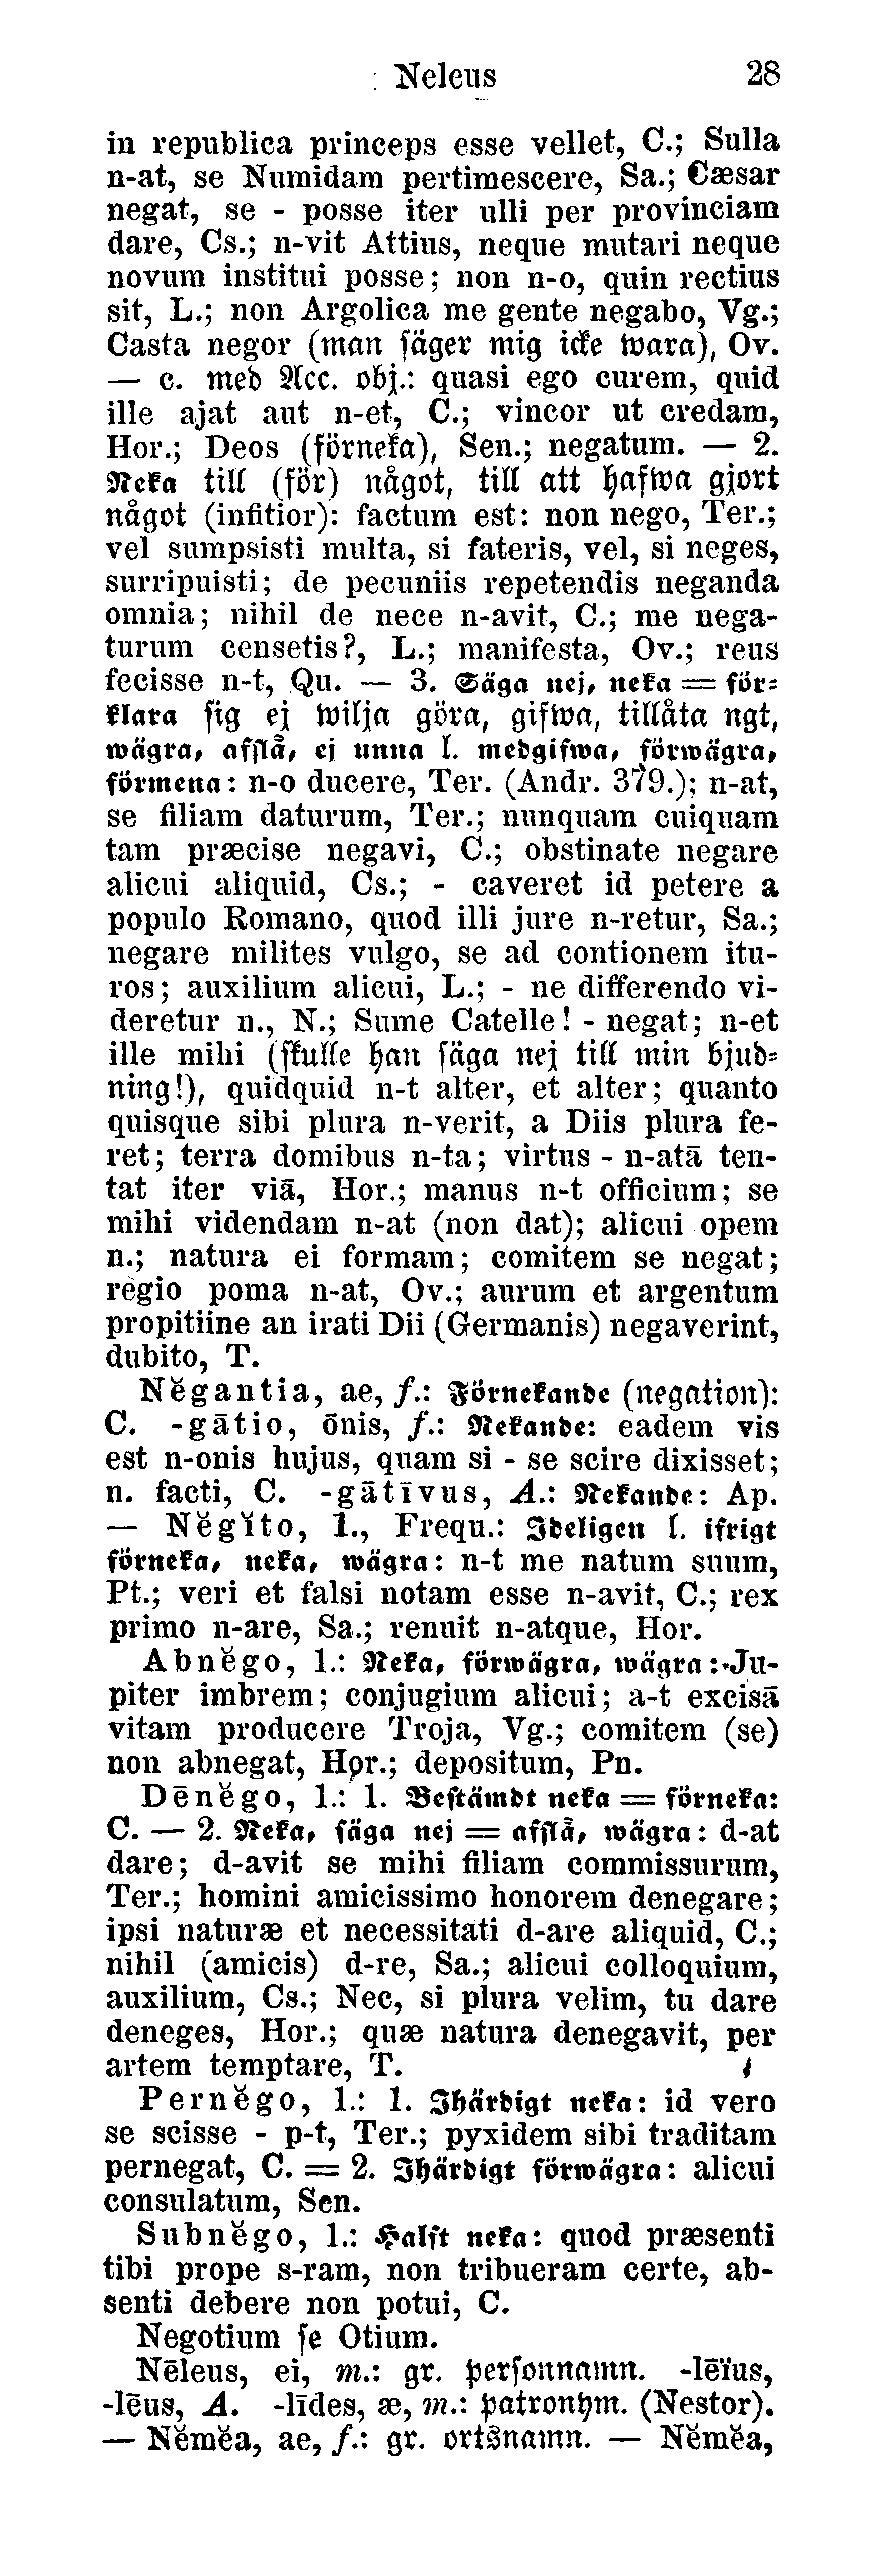 Neleus 28
in republica princeps esse vellet, C.; Sulla
n-at, se Numidam pertimescere, Sa.; Cæsar
negat, se - posse iter ulli per provinciam
dare, Cs.; n-vit Attius, neque mutari neque
novum institui posse; non n-o, quin rectius
sit, L.; non Argolica me gente negabo, Vg.;
Casta negor (man säger mig icke wara), Ov.
— c. med Acc. obj.: quasi ego curem, quid
ille ajat aut n-et, C.; vincor ut credam,
Hor.; Deos (förneka), Sen.; negatum. — 2.
Neka till (för) något, till att hafwa gjort
något (infitior): factum est: non nego, Ter.;
vel sumpsisti multa, si fateris, vel, si neges,
surripuisti; de pecuniis repetendis neganda
omnia; nihil de nece n-avit, C.; me nega-
turum censetis?, L.; manifesta, Ov.; reus
fecisse n-t, Qu. — 3. Säga nej, neka = för-
klara sig ej wilja göra, gifwa, tillåta ngt,
wägra, afslå, ej unna l. medgifwa, förwägra,
förmena: n-o ducere, Ter. (Andr. 379.); n-at,
se filiam daturum, Ter.; nunquam cuiquam
tam præcise negavi, C.; obstinate negare
alicui aliquid, Cs.; - caveret id petere a
populo Romano, quod illi jure n-retur, Sa.;
negare milites vulgo, se ad contionem itu-
ros; auxilium alicui, L.; - ne differendo vi-
deretur n., N.; Sume Catelle! - negat; n-et
ille mihi (skulle han säga nej till min bjud-
ning!), quidquid n-t alter, et alter; quanto
quisque sibi plura n-verit, a Diis plura fe-
ret; terra domibus n-ta; virtus - n-atā ten-
tat iter viā, Hor.; manus n-t officium; se
mihi videndam n-at (non dat); alicui opem
n.; natura ei formam; comitem se negat;
regio poma n-at, Ov.; aurum et argentum
propitiine an irati Dii (Germanis) negaverint,
dubito, T.
Nĕgantia, ae, f.: Förnekande (negation):
C. -gātio, ōnis, f.: Nekande: eadem vis
est n-onis hujus, quam si - se scire dixisset;
n. facti, C. -gātīvus, A.: Nekande: Ap.
— Nĕgĭto, 1., Frequ.: Ideligen l. ifrigt
förneka, neka, wägra: n-t me natum suum,
Pt.; veri et falsi notam esse n-avit, C.; rex
primo n-are, Sa.; renuit n-atque, Hor.
Abnĕgo, 1.: Neka, förwägra, wägra: Ju-
piter imbrem; conjugium alicui; a-t excisā
vitam producere Troja, Vg.; comitem (se)
non abnegat, Hor.; depositum, Pn.
Dēnĕgo, 1.: 1. Bestämdt neka = förneka:
C. — 2. Neka, säga nej = afslå, wägra: d-at
dare; d-avit se mihi filiam commissurum,
Ter.; homini amicissimo honorem denegare;
ipsi naturæ et necessitati d-are aliquid, C.;
nihil (amicis) d-re, Sa.; alicui colloquium,
auxilium, Cs.; Nec, si plura velim, tu dare
deneges, Hor.; quæ natura denegavit, per
artem temptare, T.
Pernĕgo, 1.: 1. Ihärdigt neka: id vero
se scisse - p-t, Ter.; pyxidem sibi traditam
pernegat, C. = 2. Ihärdigt förwägra: alicui
consulatum, Sen.
Subnĕgo, 1.: Halft neka: quod præsenti
tibi prope s-ram, non tribueram certe, ab-
senti debere non potui, C.
Negotium se Otium.
Nēleus, ei, m.: gr. personnamn. -lēïus,
-lēus, A. -līdes, æ, m.: patronym. (Nestor).
— Nĕmĕa, ae, f.: gr. ortsnamn. — Nĕmĕa,